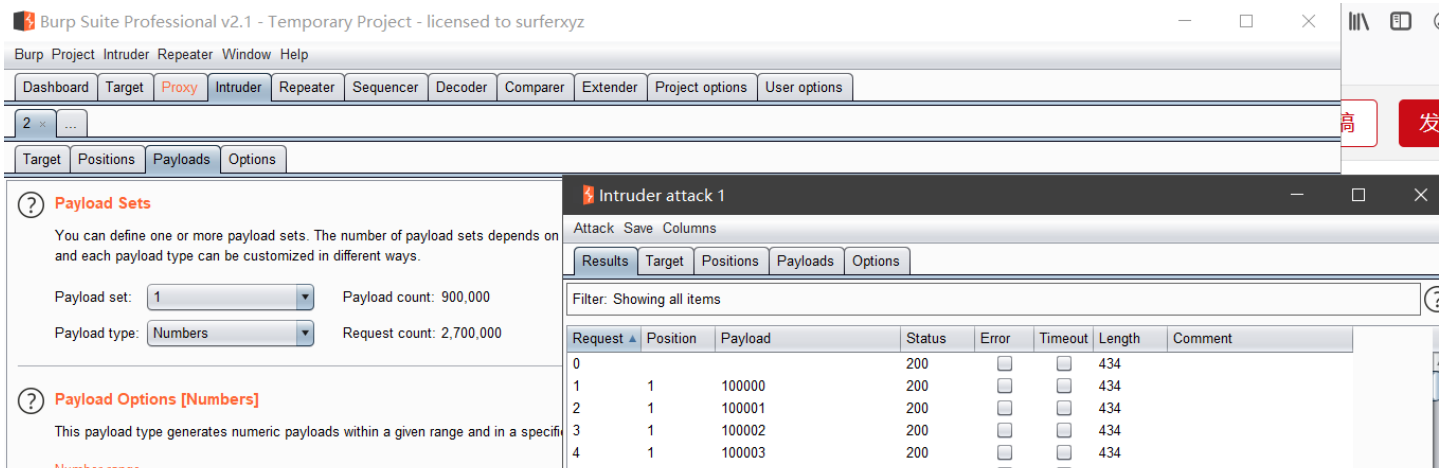 Burp Suite Professional v2.1 - Temporary Project - licensed to surferxyz
Burp Project Intruder Repeater Window Help
Dashboard Target Proxy Intruder Repeater Sequencer Decoder Comparer Extender Project options User options
2 × ...
稿 发
Target Positions Payloads Options
? Payload Sets
You can define one or more payload sets. The number of payload sets depends on
and each payload type can be customized in different ways.
Payload set: 1 Payload count: 900,000
Payload type: Numbers Request count: 2,700,000
? Payload Options [Numbers]
This payload type generates numeric payloads within a given range and in a specifi
Number range
Intruder attack 1
Attack Save Columns
Results Target Positions Payloads Options
Filter: Showing all items ?
Request Position Payload Status Error Timeout Length Comment
0 200 434
1 1 100000 200 434
2 1 100001 200 434
3 1 100002 200 434
4 1 100003 200 434